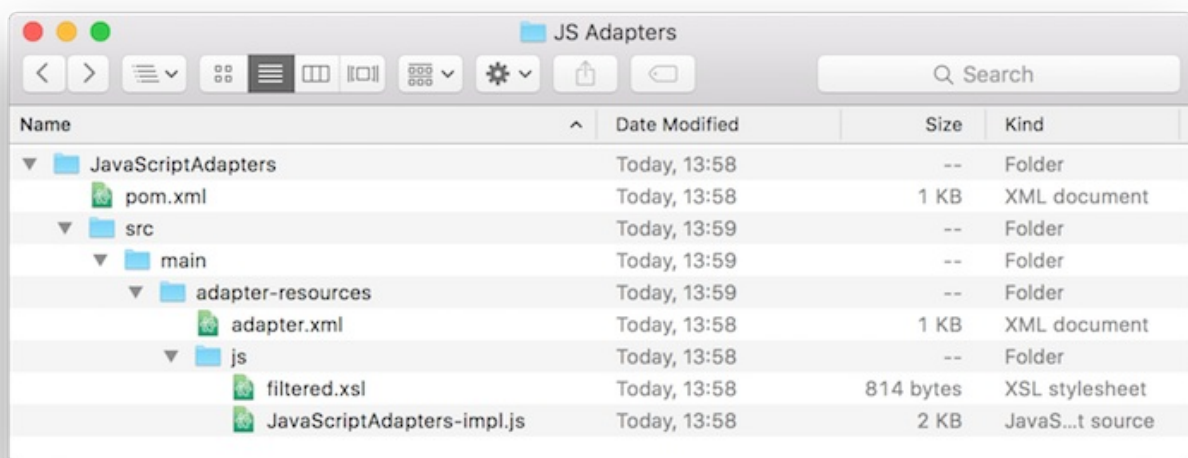 JS Adapters
Search
Name Date Modified Size Kind
JavaScriptAdapters Today, 13:58 -- Folder
pom.xml Today, 13:58 1 KB XML document
src Today, 13:59 -- Folder
main Today, 13:59 -- Folder
adapter-resources Today, 13:59 -- Folder
adapter.xml Today, 13:58 1 KB XML document
js Today, 13:58 -- Folder
filtered.xsl Today, 13:58 814 bytes XSL stylesheet
JavaScriptAdapters-impl.js Today, 13:58 2 KB JavaS...t source